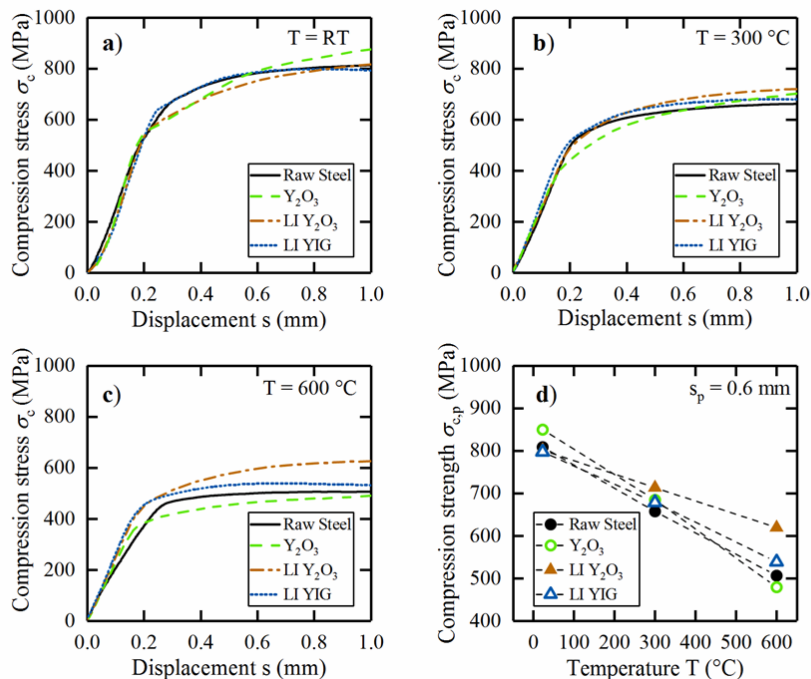 a)
T = RT
Compression stress σc (MPa)
1000
800
600
400
200
0
Raw Steel
Y2O3
LI Y2O3
LI YIG
0.0 0.2 0.4 0.6 0.8 1.0
Displacement s (mm)
b)
T = 300 °C
Compression stress σc (MPa)
1000
800
600
400
200
0
Raw Steel
Y2O3
LI Y2O3
LI YIG
0.0 0.2 0.4 0.6 0.8 1.0
Displacement s (mm)
c)
T = 600 °C
Compression stress σc (MPa)
1000
800
600
400
200
0
Raw Steel
Y2O3
LI Y2O3
LI YIG
0.0 0.2 0.4 0.6 0.8 1.0
Displacement s (mm)
d)
sp = 0.6 mm
Compression strength σc,p (MPa)
1000
900
800
700
600
500
400
Raw Steel
Y2O3
LI Y2O3
LI YIG
0 100 200 300 400 500 600
Temperature T (°C)